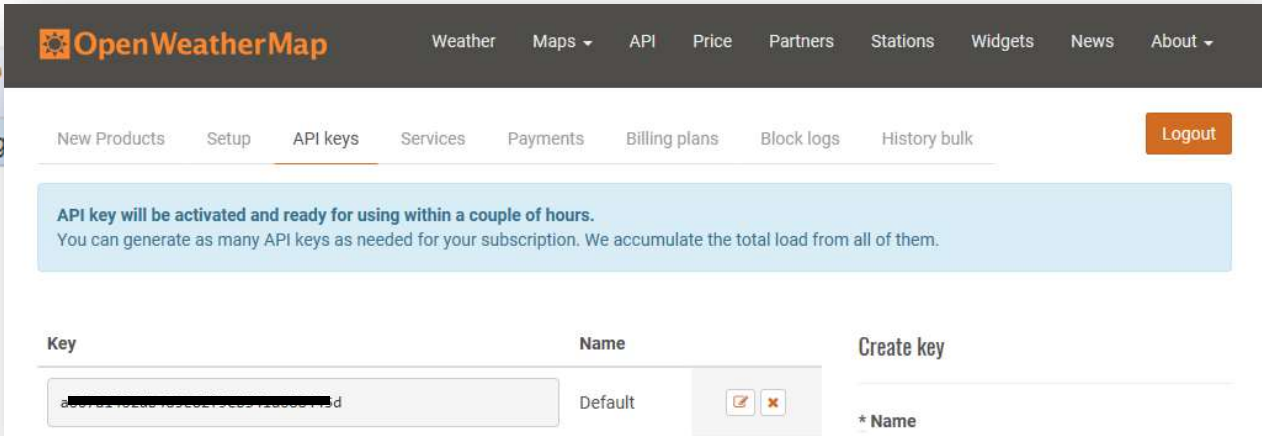 OpenWeatherMap Weather Maps API Price Partners Stations Widgets News About
New Products Setup API keys Services Payments Billing plans Block logs History bulk Logout
API key will be activated and ready for using within a couple of hours.
You can generate as many API keys as needed for your subscription. We accumulate the total load from all of them.
Key Name Create key
Default
* Name